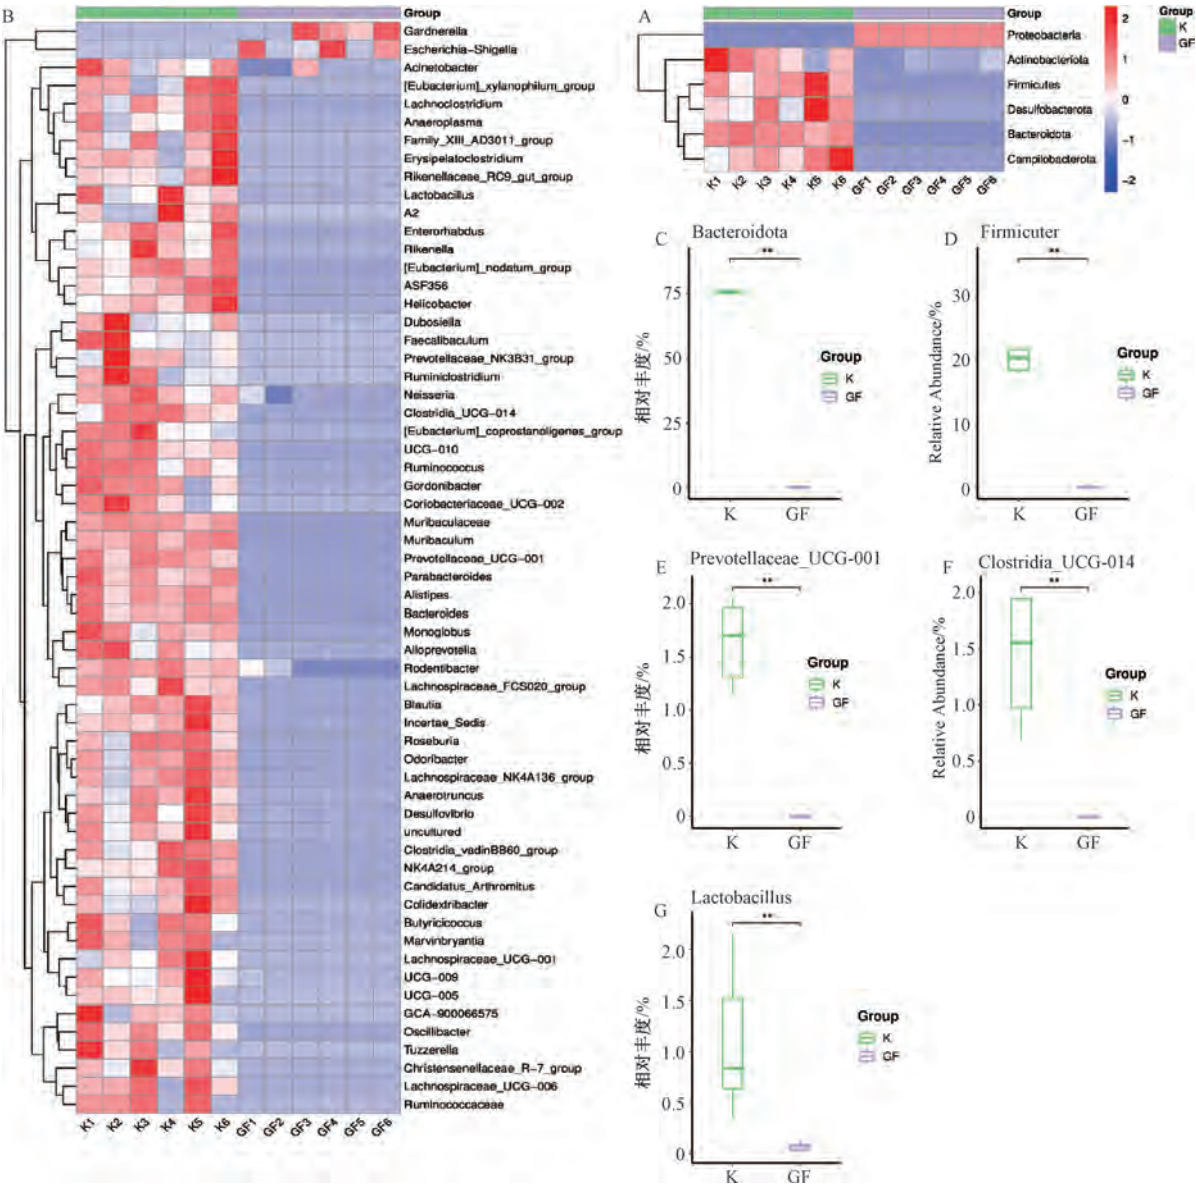 B
Group
Gardnerella
Escherichia-Shigella
Acinetobacter
[Eubacterium]_xylanophilum_group
Lachnoclostridium
Anaeroplasma
Family_XIII_AD3011_group
Erysipelatoclostridium
Rikenellaceae_RC9_gut_group
Lactobacillus
A2
Enterorhabdus
Rikenella
[Eubacterium]_nodatum_group
ASF356
Helicobacter
Dubosiella
Faecalibaculum
Prevotellaceae_NK3B31_group
Ruminiclostridium
Neisseria
Clostridia_UCG-014
[Eubacterium]_coprostanoligenes_group
UCG-010
Ruminococcus
Gordonibacter
Coriobacteriaceae_UCG-002
Muribaculaceae
Muribaculum
Prevotellaceae_UCG-001
Parabacteroides
Alistipes
Bacteroides
Monoglobus
Alloprevotella
Rodentibacter
Lachnospiraceae_FCS020_group
Blautia
Incertae_Sedis
Roseburia
Odoribacter
Lachnospiraceae_NK4A136_group
Anaerotruncus
Desulfovibrio
uncultured
Clostridia_vadinBB60_group
NK4A214_group
Candidatus_Arthromitus
Colidextribacter
Butyricicoccus
Marvinbryantia
Lachnospiraceae_UCG-001
UCG-009
UCG-005
GCA-900066575
Oscillibacter
Tuzzerella
Christensenellaceae_R-7_group
Lachnospiraceae_UCG-006
Ruminococcaceae
K1 K2 K3 K4 K5 K6 GF1 GF2 GF3 GF4 GF5 GF6
A
Group
Proteobacteria
Actinobacteriota
Firmicutes
Desulfobacterota
Bacteroidota
Campilobacterota
K1 K2 K3 K4 K5 K6 GF1 GF2 GF3 GF4 GF5 GF6
2
1
0
-1
-2
Group
K
GF
C Bacteroidota
**
相对丰度/%
75
50
25
0
K GF
Group
K
GF
D Firmicuter
**
Relative Abundance/%
30
20
10
0
K GF
Group
K
GF
E Prevotellaceae_UCG-001
**
相对丰度/%
2.0
1.5
1.0
0.5
0
K GF
Group
K
GF
F Clostridia_UCG-014
**
Relative Abundance/%
2.0
1.5
1.0
0.5
0
K GF
Group
K
GF
G Lactobacillus
**
相对丰度/%
2.0
1.5
1.0
0.5
0
K GF
Group
K
GF